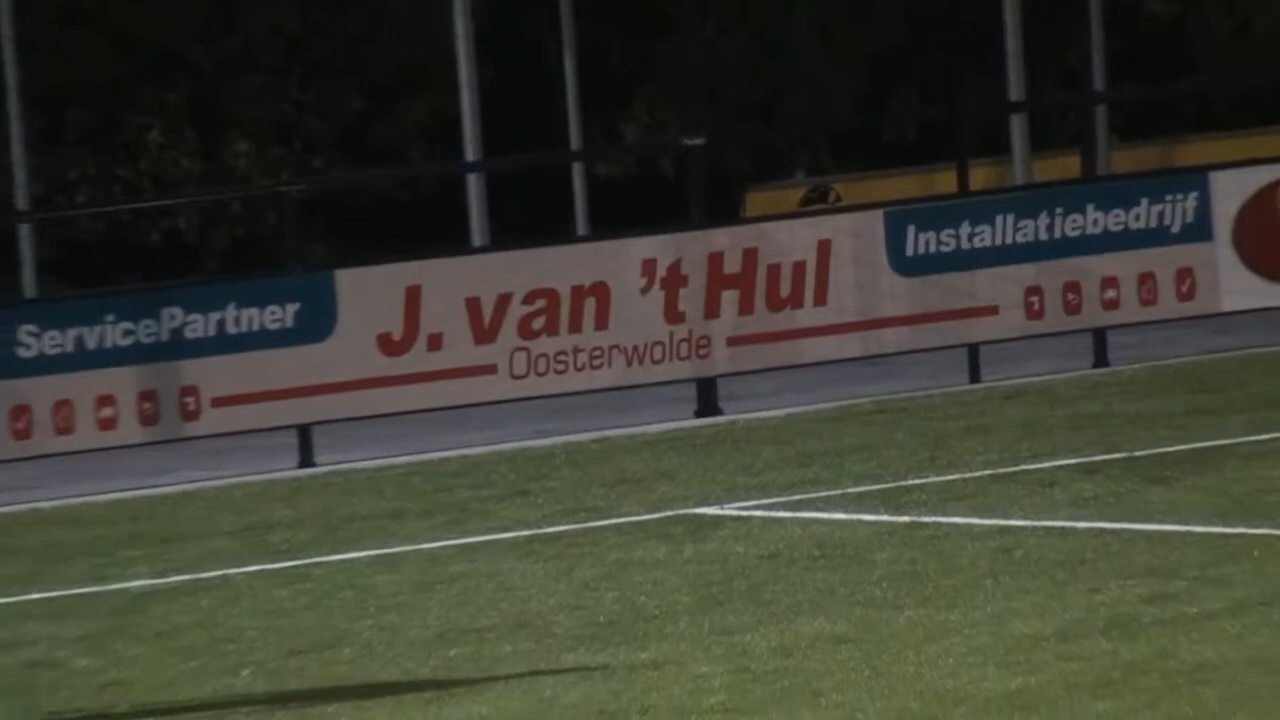 ServicePartner
J. van 't Hul
Oosterwolde
Installatiebedrijf